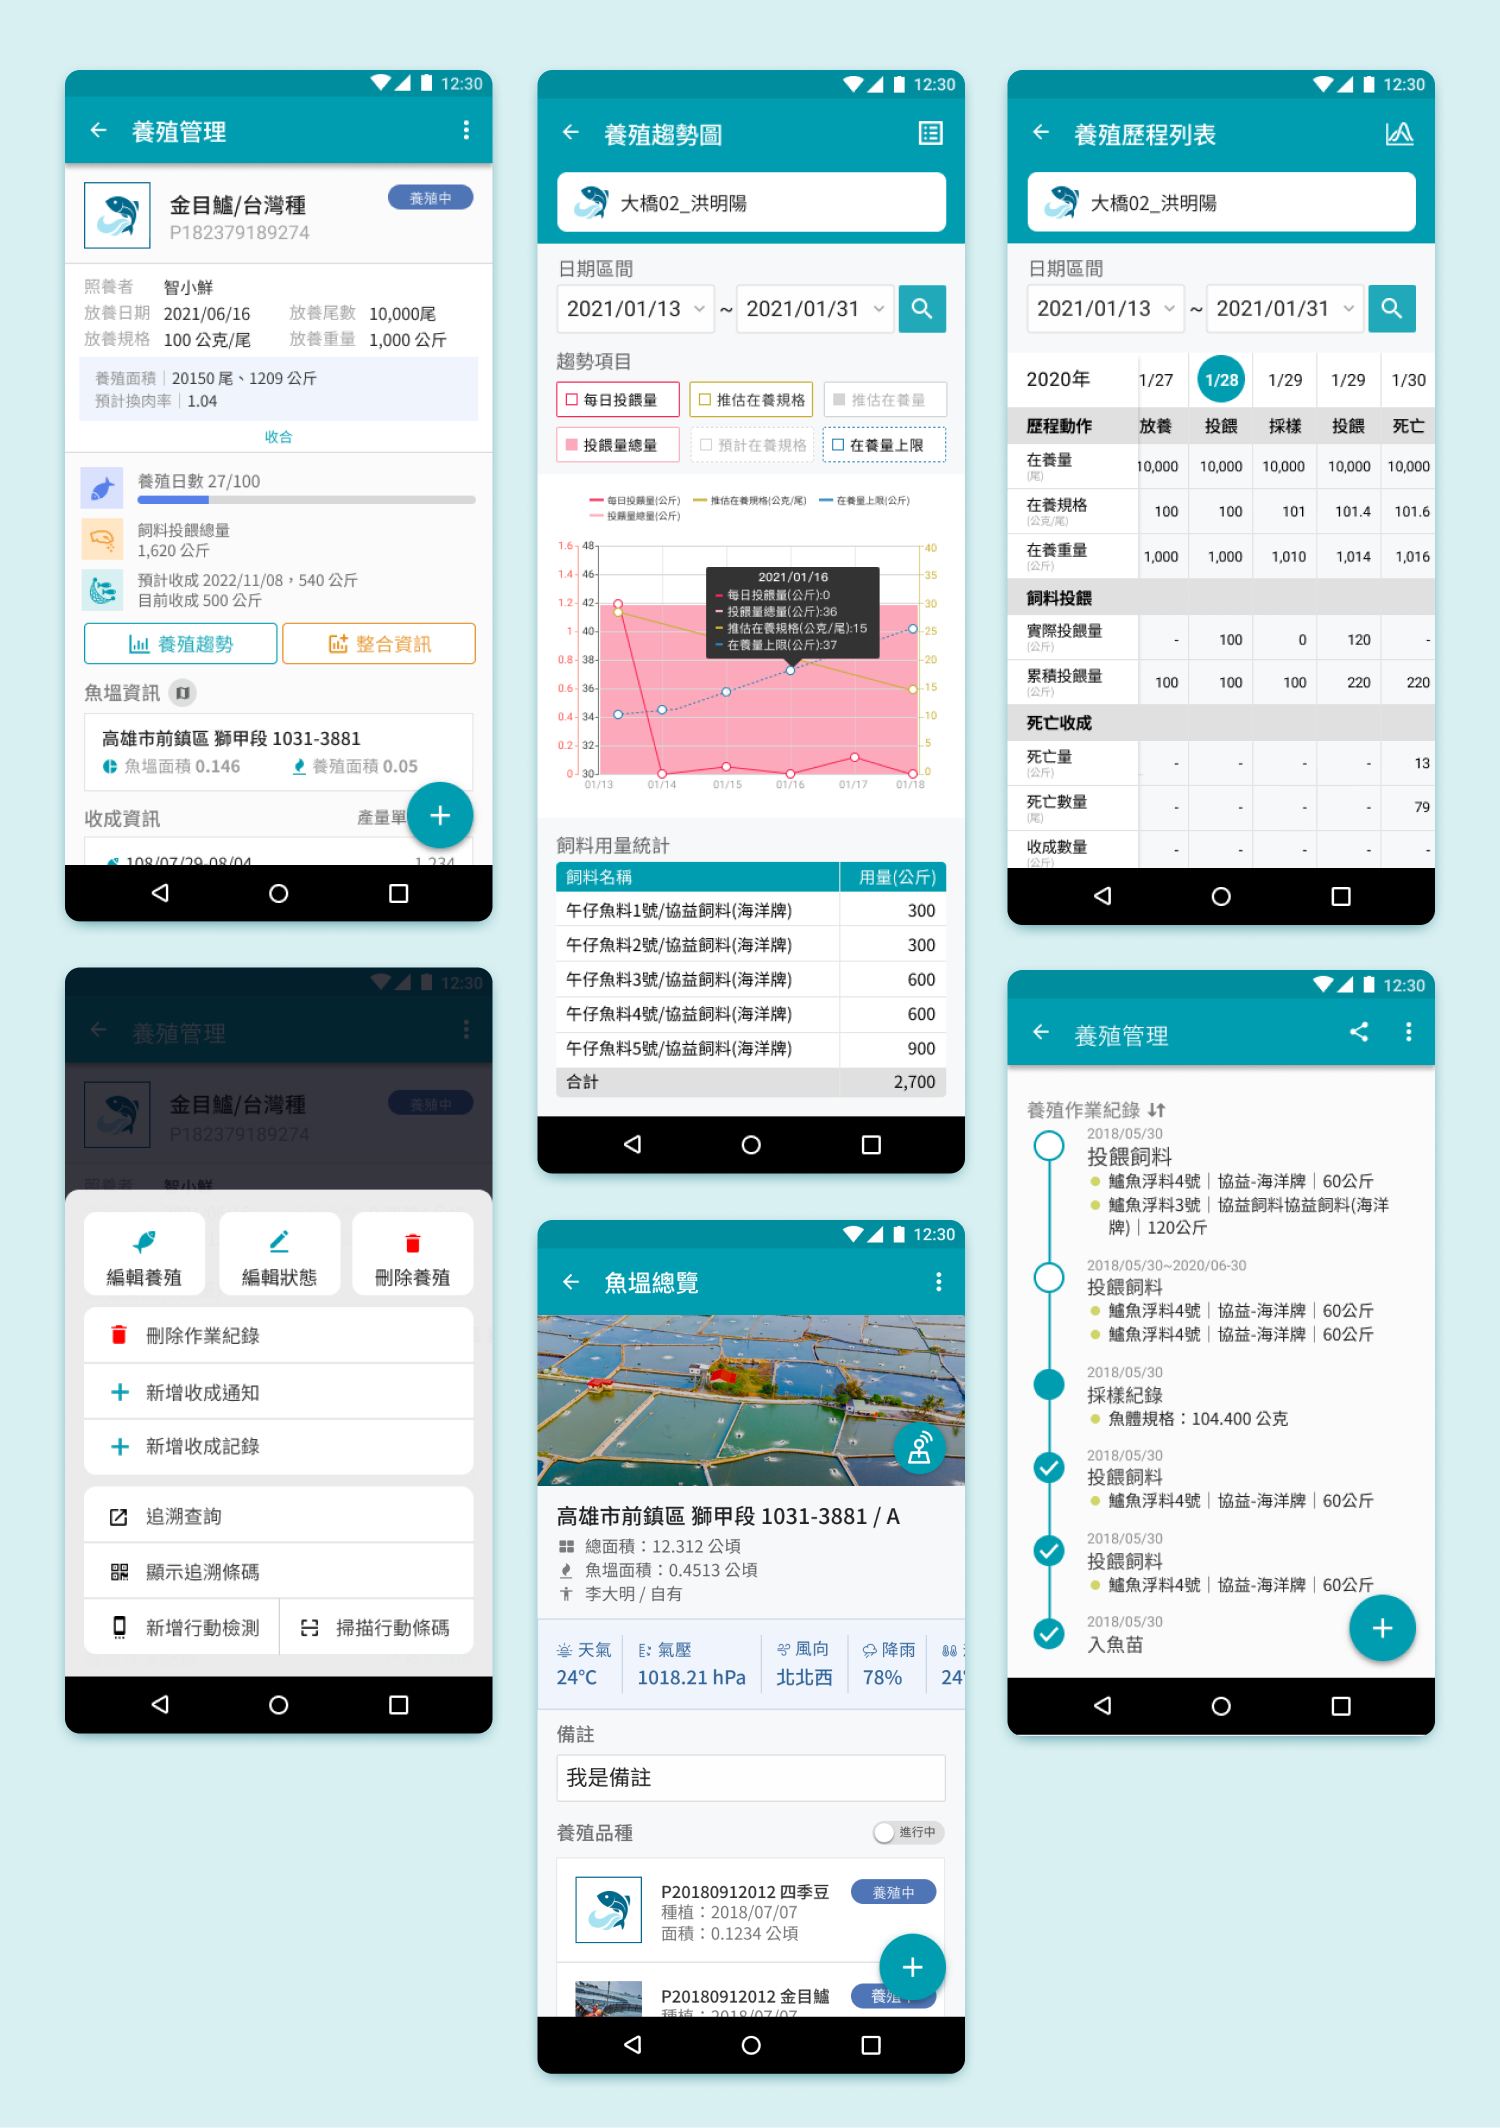 12:30
養殖管理
金目鱸/台灣種
養殖中
P182379189274
照養者 智小鮮
放養日期 2021/06/16 放養尾數 10,000尾
放養規格 100 公克/尾 放養重量 1,000 公斤
養殖面積｜20150 尾、1209 公斤
預計換肉率｜1.04
收合
養殖日數 27/100
飼料投餵總量
1,620 公斤
預計收成 2022/11/08，540 公斤
目前收成 500 公斤
養殖趨勢 整合資訊
魚塭資訊
高雄市前鎮區 獅甲段 1031-3881
魚塭面積 0.146 養殖面積 0.05
收成資訊 產量單
108/07/29-08/04 1,234
12:30
養殖管理
金目鱸/台灣種
養殖中
P182379189274
照養者 智小鮮
編輯養殖 編輯狀態 刪除養殖
刪除作業紀錄
新增收成通知
新增收成記錄
追溯查詢
顯示追溯條碼
新增行動檢測 掃描行動條碼
12:30
養殖趨勢圖
大橋02_洪明陽
日期區間
2021/01/13 ~ 2021/01/31
趨勢項目
每日投餵量 推估在養規格 推估在養量
投餵量總量 預計在養規格 在養量上限
每日投餵量(公斤) 推估在養規格(公克/尾) 在養量上限(公斤)
投餵量總量(公斤)
1.6 48 40
1.4 46 35
1.2 42 30
1 40 25
0.8 38 20
0.6 36 15
0.4 34 10
0.2 32 5
0 30 0
01/13 01/14 01/15 01/16 01/17 01/18
2021/01/16
每日投餵量(公斤):0
投餵量總量(公斤):36
推估在養規格(公克/尾):15
在養量上限(公斤):37
飼料用量統計
飼料名稱 用量(公斤)
午仔魚料1號/協益飼料(海洋牌) 300
午仔魚料2號/協益飼料(海洋牌) 300
午仔魚料3號/協益飼料(海洋牌) 600
午仔魚料4號/協益飼料(海洋牌) 600
午仔魚料5號/協益飼料(海洋牌) 900
合計 2,700
12:30
魚塭總覽
高雄市前鎮區 獅甲段 1031-3881 / A
總面積：12.312 公頃
魚塭面積：0.4513 公頃
李大明 / 自有
天氣 氣壓 風向 降雨
24°C 1018.21 hPa 北北西 78% 24°
備註
我是備註
養殖品種 進行中
P20180912012 四季豆 養殖中
種植：2018/07/07
面積：0.1234 公頃
P20180912012 金目鱸 養殖中
種植：2018/07/07
12:30
養殖歷程列表
大橋02_洪明陽
日期區間
2021/01/13 ~ 2021/01/31
2020年 1/27 1/28 1/29 1/29 1/30
歷程動作 放養 投餵 採樣 投餵 死亡
在養量 10,000 10,000 10,000 10,000 10,000
(尾)
在養規格 100 100 101 101.4 101.6
(公克/尾)
在養重量 1,000 1,000 1,010 1,014 1,016
(公斤)
飼料投餵
實際投餵量 - 100 0 120 -
(公斤)
累積投餵量 100 100 100 220 220
(公斤)
死亡收成
死亡量 - - - - 13
(公斤)
死亡數量 - - - - 79
(尾)
收成數量 - - - - -
(公斤)
12:30
養殖管理
養殖作業紀錄
2018/05/30
投餵飼料
鱸魚浮料4號｜協益-海洋牌｜60公斤
鱸魚浮料3號｜協益飼料協益飼料(海洋
牌)｜120公斤
2018/05/30~2020/06-30
投餵飼料
鱸魚浮料4號｜協益-海洋牌｜60公斤
鱸魚浮料4號｜協益-海洋牌｜60公斤
2018/05/30
採樣紀錄
魚體規格：104.400 公克
2018/05/30
投餵飼料
鱸魚浮料4號｜協益-海洋牌｜60公斤
2018/05/30
投餵飼料
鱸魚浮料4號｜協益-海洋牌｜60公斤
2018/05/30
入魚苗